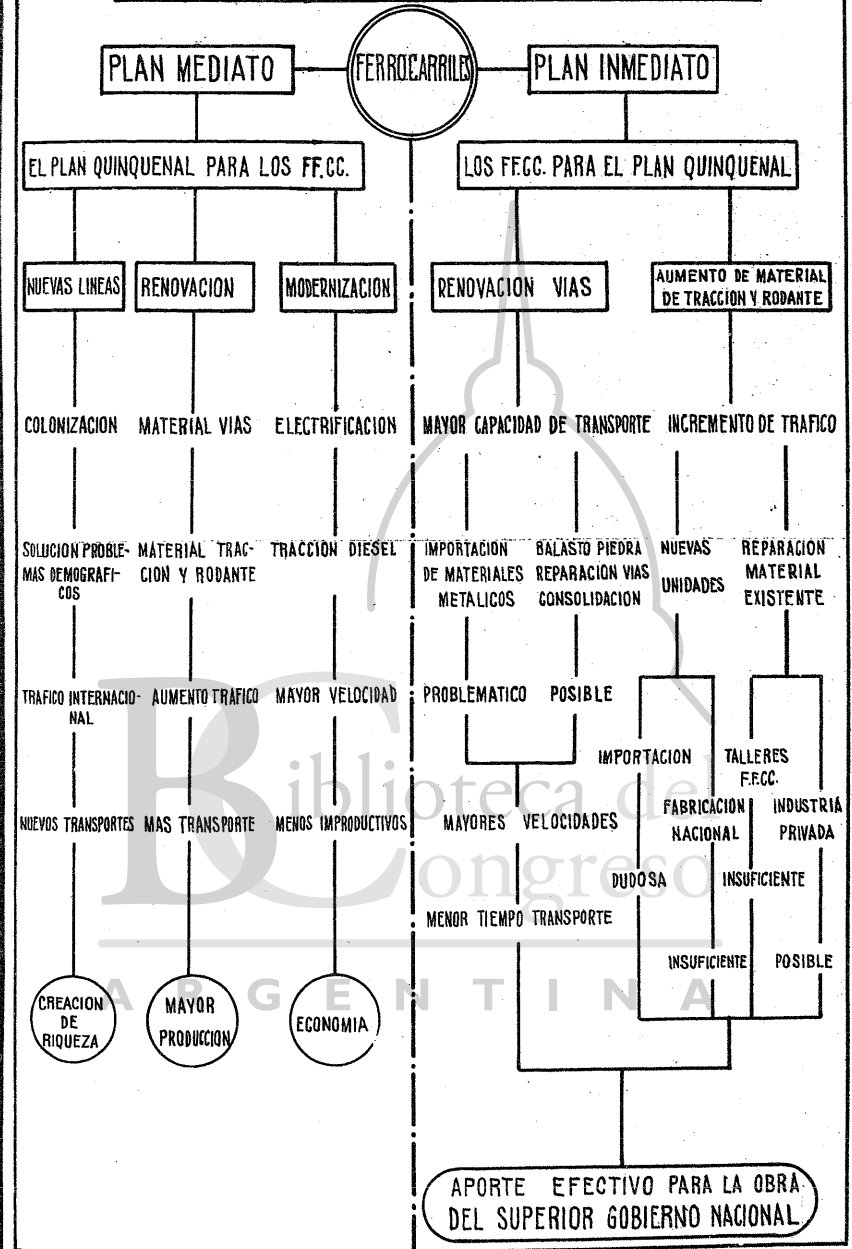 FERROCARRILES
PLAN MEDIATO
PLAN INMEDIATO
EL PLAN QUINQUENAL PARA LOS FF.CC.
LOS FF.CC. PARA EL PLAN QUINQUENAL
NUEVAS LINEAS
RENOVACION
MODERNIZACION
RENOVACION VIAS
AUMENTO DE MATERIAL
DE TRACCION Y RODANTE
COLONIZACION
MATERIAL VIAS
ELECTRIFICACION
MAYOR CAPACIDAD DE TRANSPORTE
INCREMENTO DE TRAFICO
SOLUCION PROBLE-
MAS DEMOGRAFI-
COS
MATERIAL TRAC-
CION Y RODANTE
TRACCION DIESEL
IMPORTACION
DE MATERIALES
METALICOS
BALASTO PIEDRA
REPARACION VIAS
CONSOLIDACION
NUEVAS
UNIDADES
REPARACION
MATERIAL
EXISTENTE
TRAFICO INTERNACIO-
NAL
AUMENTO TRAFICO
MAYOR VELOCIDAD
PROBLEMATICO
POSIBLE
IMPORTACION
TALLERES
F.F.CC.
FABRICACION
NACIONAL
INDUSTRIA
PRIVADA
NUEVOS TRANSPORTES
MAS TRANSPORTE
MENOS IMPRODUCTIVOS
MAYORES VELOCIDADES
DUDOSA
INSUFICIENTE
MENOR TIEMPO TRANSPORTE
INSUFICIENTE
POSIBLE
CREACION
DE
RIQUEZA
MAYOR
PRODUCCION
ECONOMIA
APORTE EFECTIVO PARA LA OBRA
DEL SUPERIOR GOBIERNO NACIONAL
Biblioteca del
Congreso
ARGENTINA